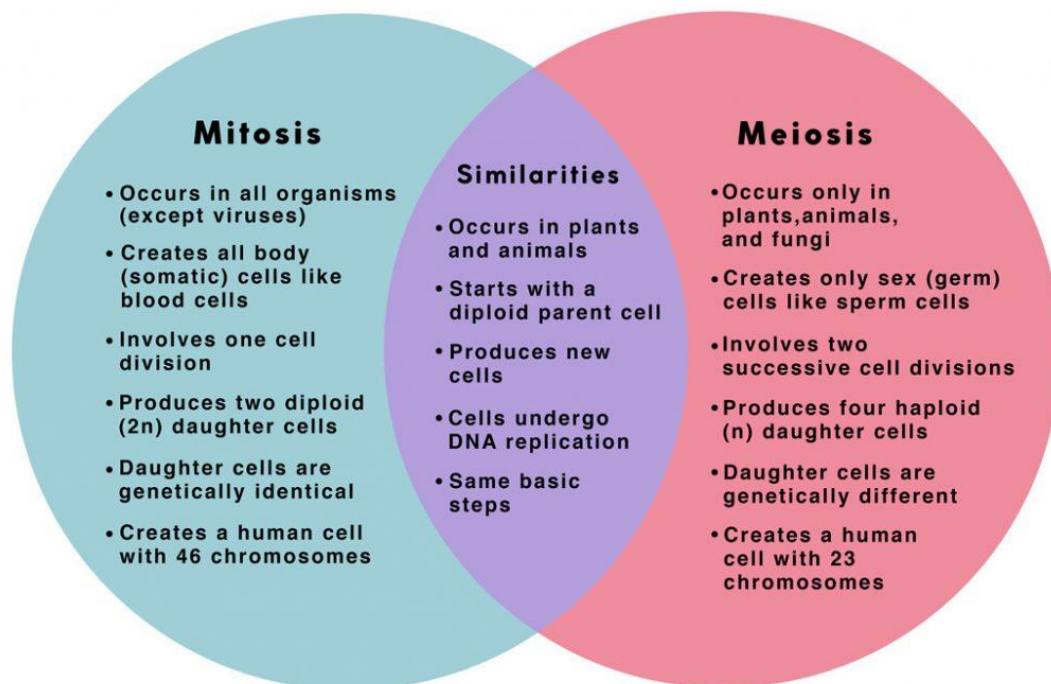 Mitosis
• Occurs in all organisms
(except viruses)
• Creates all body
(somatic) cells like
blood cells
• Involves one cell
division
• Produces two diploid
(2n) daughter cells
• Daughter cells are
genetically identical
• Creates a human cell
with 46 chromosomes
Similarities
• Occurs in plants
and animals
• Starts with a
diploid parent cell
• Produces new
cells
• Cells undergo
DNA replication
• Same basic
steps
Meiosis
• Occurs only in
plants,animals,
and fungi
• Creates only sex (germ)
cells like sperm cells
• Involves two
successive cell divisions
• Produces four haploid
(n) daughter cells
• Daughter cells are
genetically different
• Creates a human
cell with 23
chromosomes